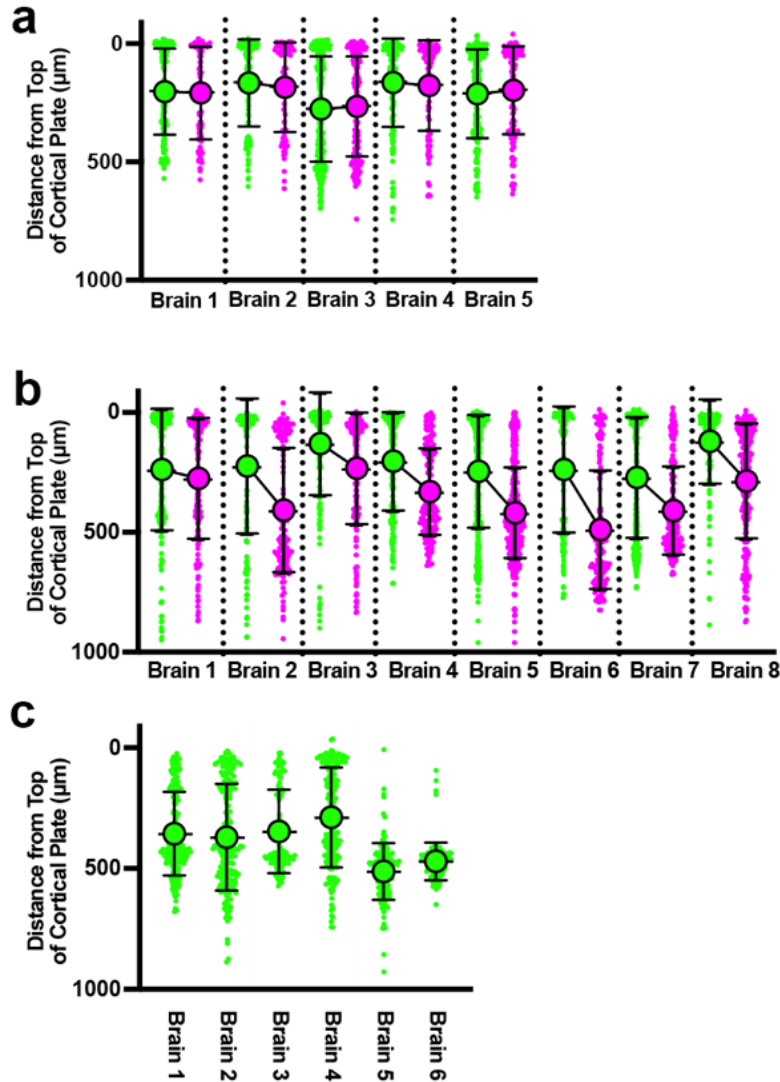 a
Distance from Top
of Cortical Plate (μm)
0
500
1000
Brain 1 Brain 2 Brain 3 Brain 4 Brain 5
b
Distance from Top
of Cortical Plate (μm)
0
500
1000
Brain 1 Brain 2 Brain 3 Brain 4 Brain 5 Brain 6 Brain 7 Brain 8
c
Distance from Top
of Cortical Plate (μm)
0
500
1000
Brain 1
Brain 2
Brain 3
Brain 4
Brain 5
Brain 6